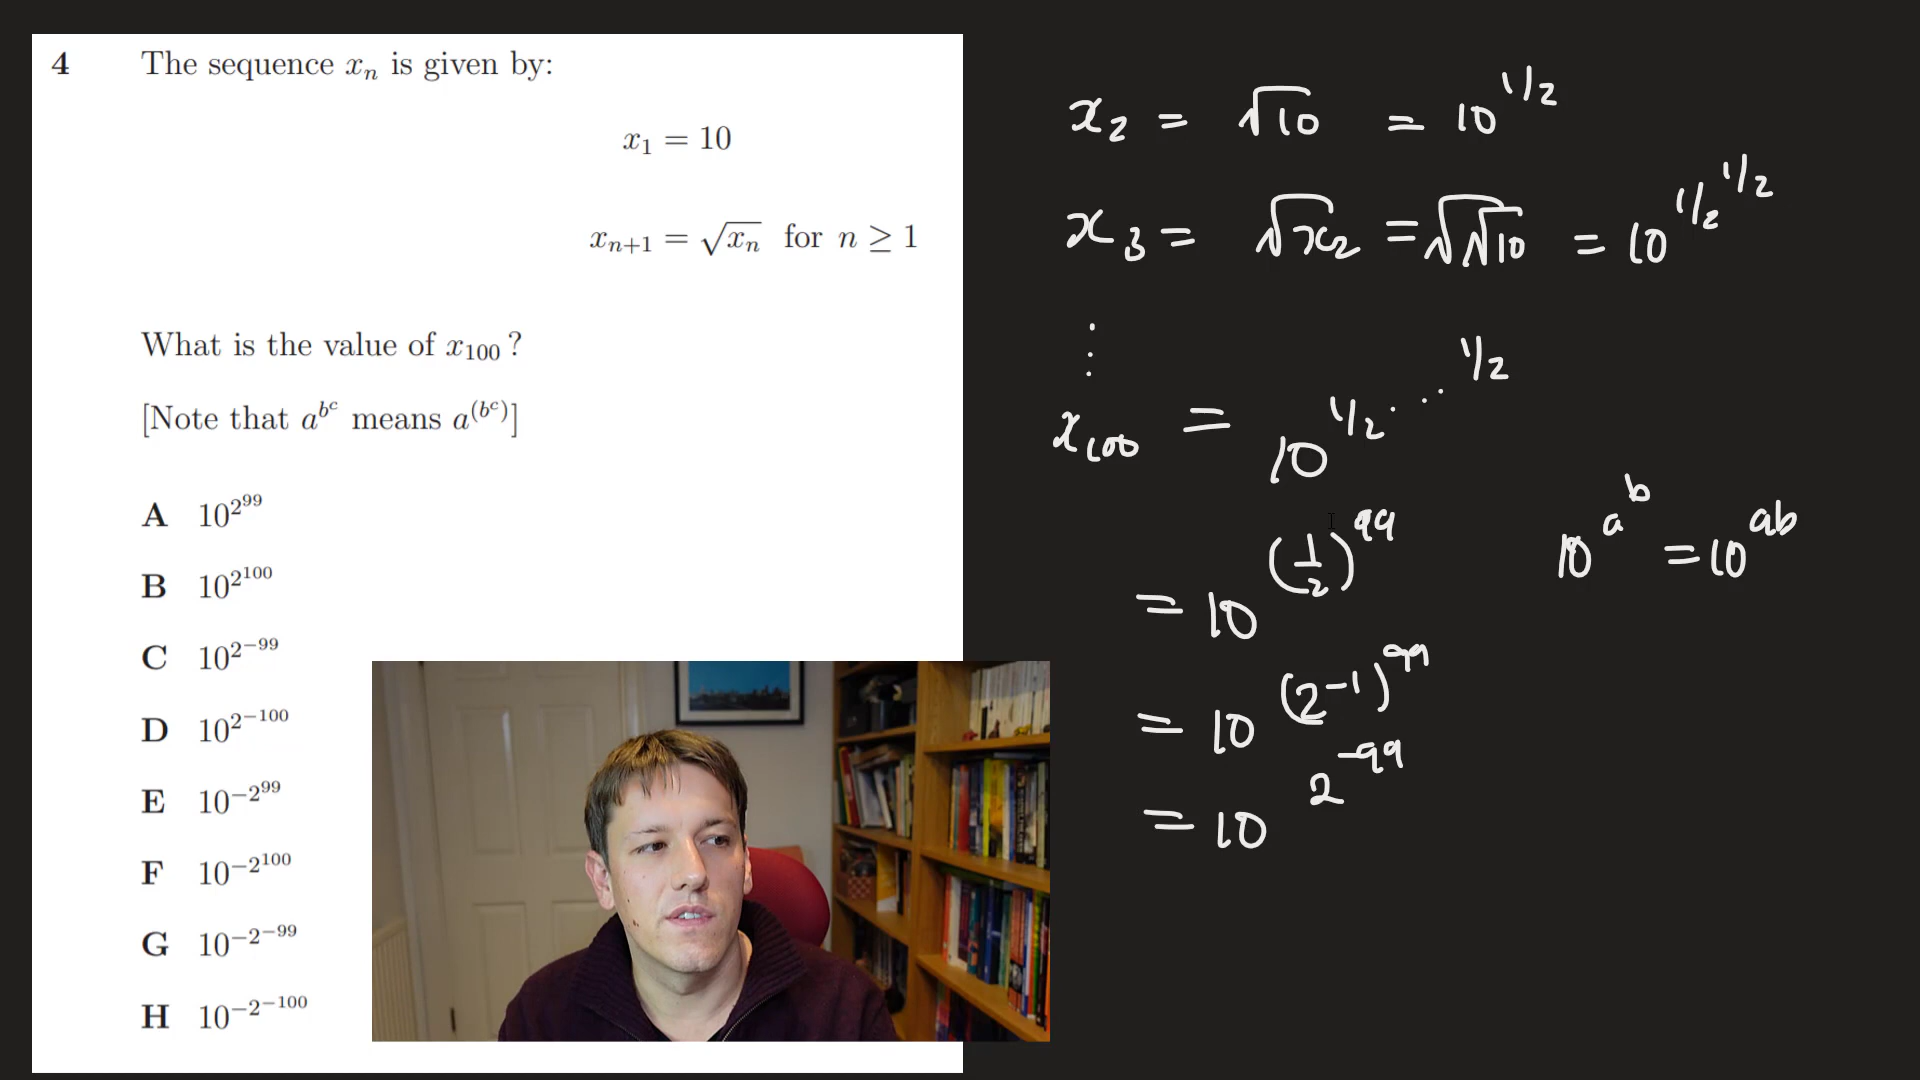 4 The sequence xₙ is given by:
x₁ = 10
xₙ₊₁ = √xₙ for n ≥ 1
What is the value of x₁₀₀ ?
[Note that a^b^c means a^(b^c)]
A 10^2^99
B 10^2^100
C 10^2^−99
D 10^2^−100
E 10^−2^99
F 10^−2^100
G 10^−2^−99
H 10^−2^−100
x₂ = √10 = 10^1/2
x₃ = √x₂ = √√10 = 10^1/2^1/2
⋮
x₁₀₀ = 10^1/2^⋰^1/2
= 10^(1/2)^99
10^a^b = 10^ab
= 10^(2^−1)^99
= 10^2^−99